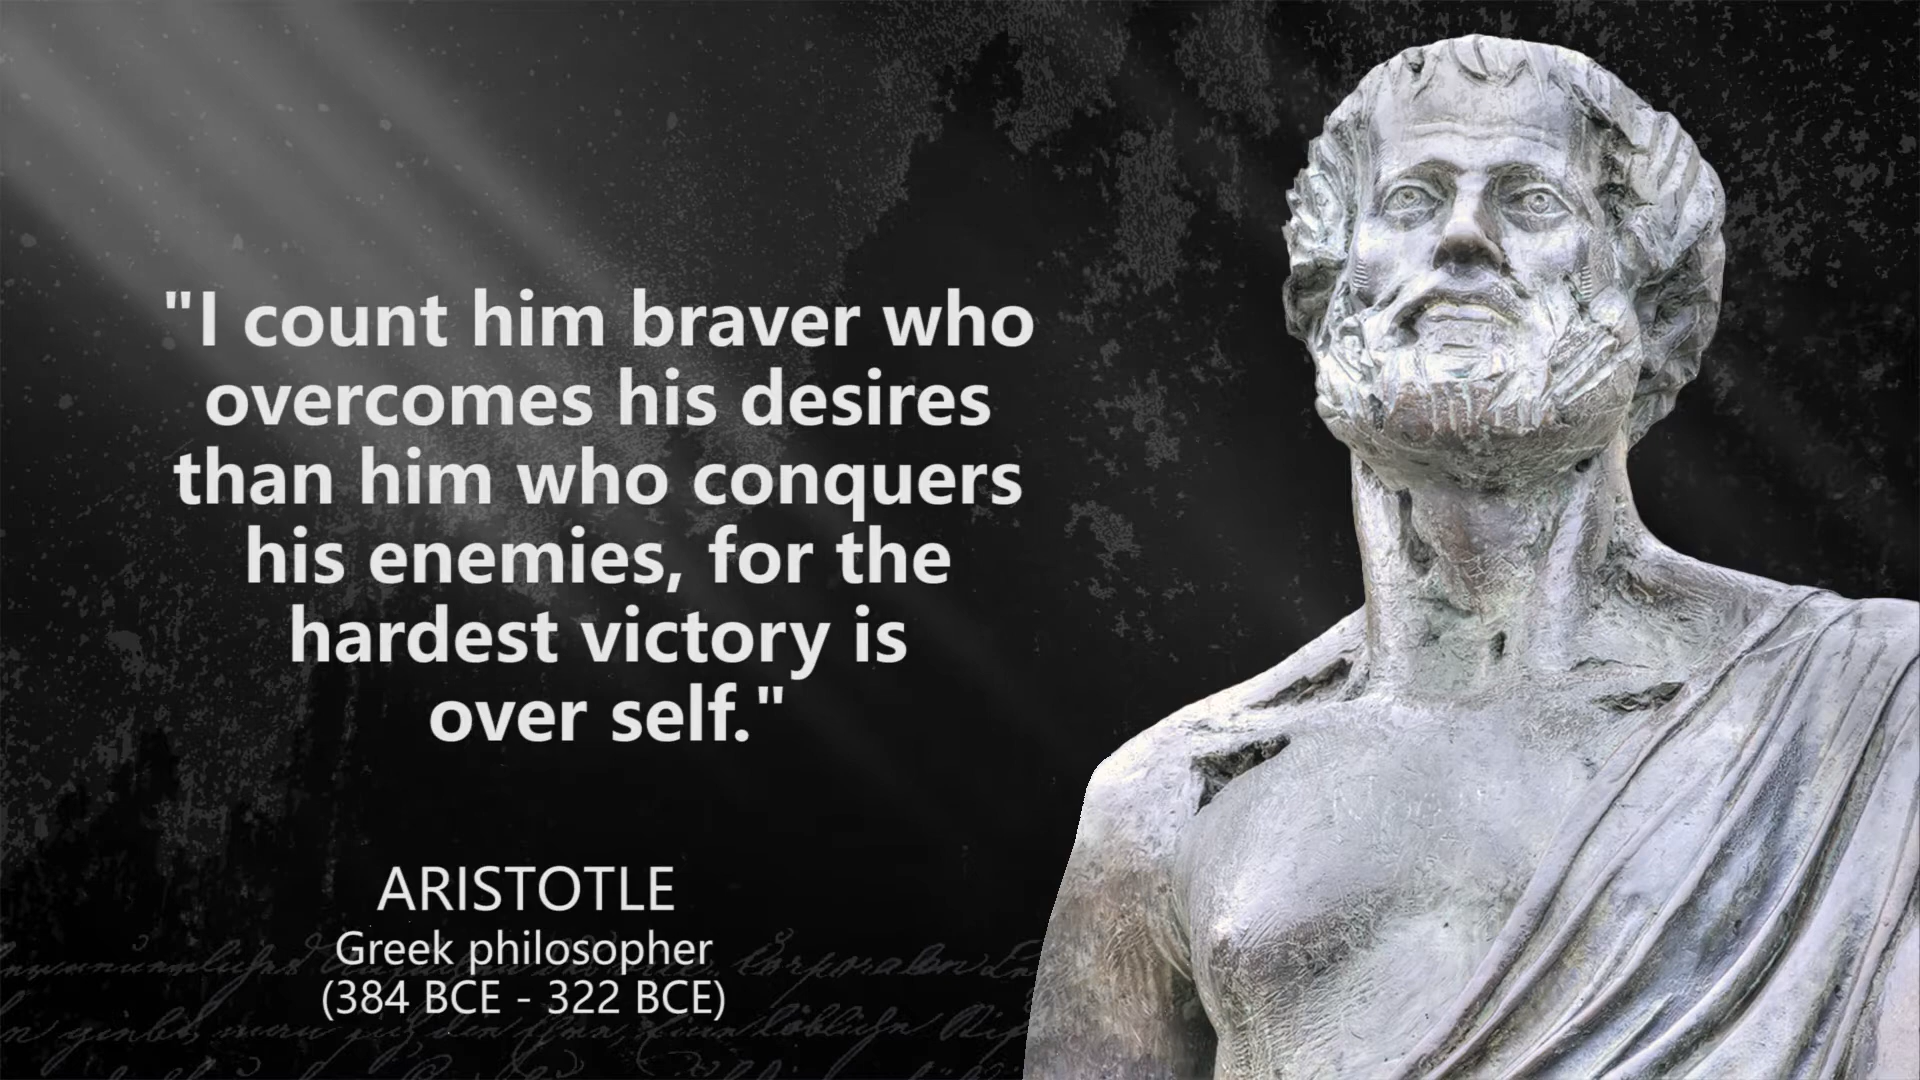 "I count him braver who
overcomes his desires
than him who conquers
his enemies, for the
hardest victory is
over self."
ARISTOTLE
Greek philosopher
(384 BCE - 322 BCE)